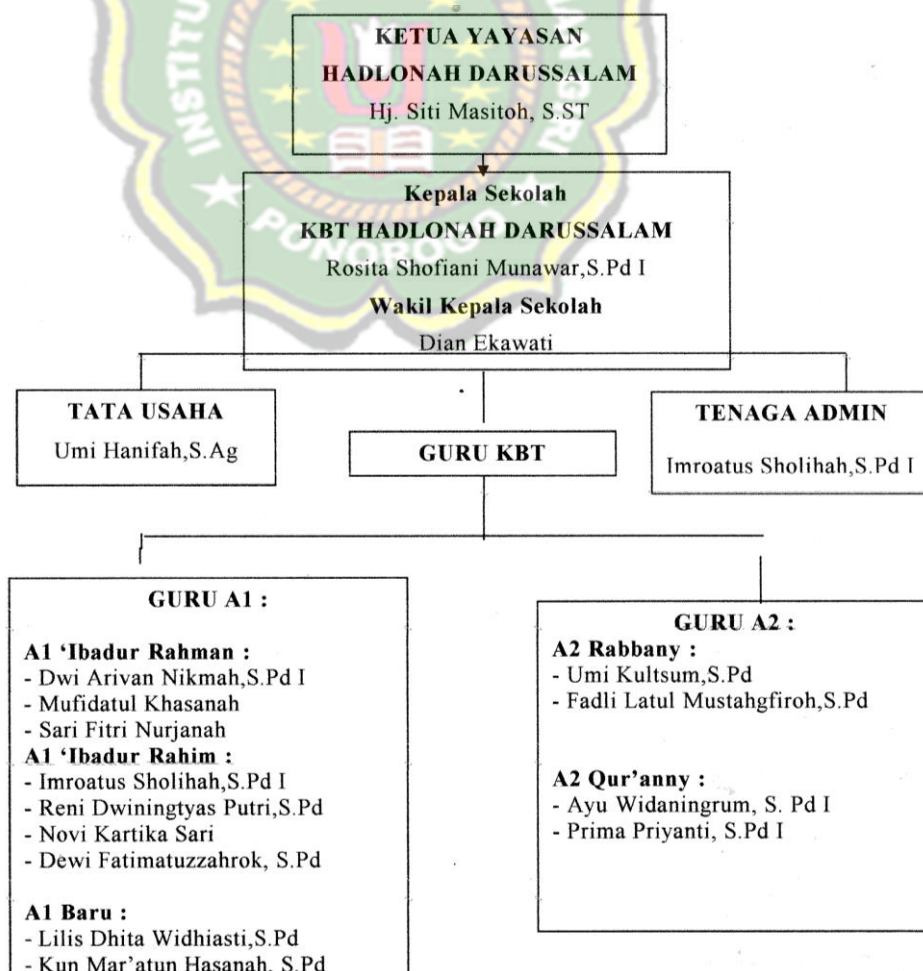 KETUA YAYASAN
HADLONAH DARUSSALAM
Hj. Siti Masitoh, S.ST
Kepala Sekolah
KBT HADLONAH DARUSSALAM
Rosita Shofiani Munawar,S.Pd I
Wakil Kepala Sekolah
Dian Ekawati
TATA USAHA
Umi Hanifah,S.Ag
GURU KBT
TENAGA ADMIN
Imroatus Sholihah,S.Pd I
GURU A1 :
A1 ‘Ibadur Rahman :
- Dwi Arivan Nikmah,S.Pd I
- Mufidatul Khasanah
- Sari Fitri Nurjanah
A1 ‘Ibadur Rahim :
- Imroatus Sholihah,S.Pd I
- Reni Dwiningtyas Putri,S.Pd
- Novi Kartika Sari
- Dewi Fatimatuzzahrok, S.Pd
A1 Baru :
- Lilis Dhita Widhiasti,S.Pd
- Kun Mar’atun Hasanah, S.Pd
GURU A2 :
A2 Rabbany :
- Umi Kultsum,S.Pd
- Fadli Latul Mustahgfiroh,S.Pd
A2 Qur’anny :
- Ayu Widaningrum, S. Pd I
- Prima Priyanti, S.Pd I
PONOROGO